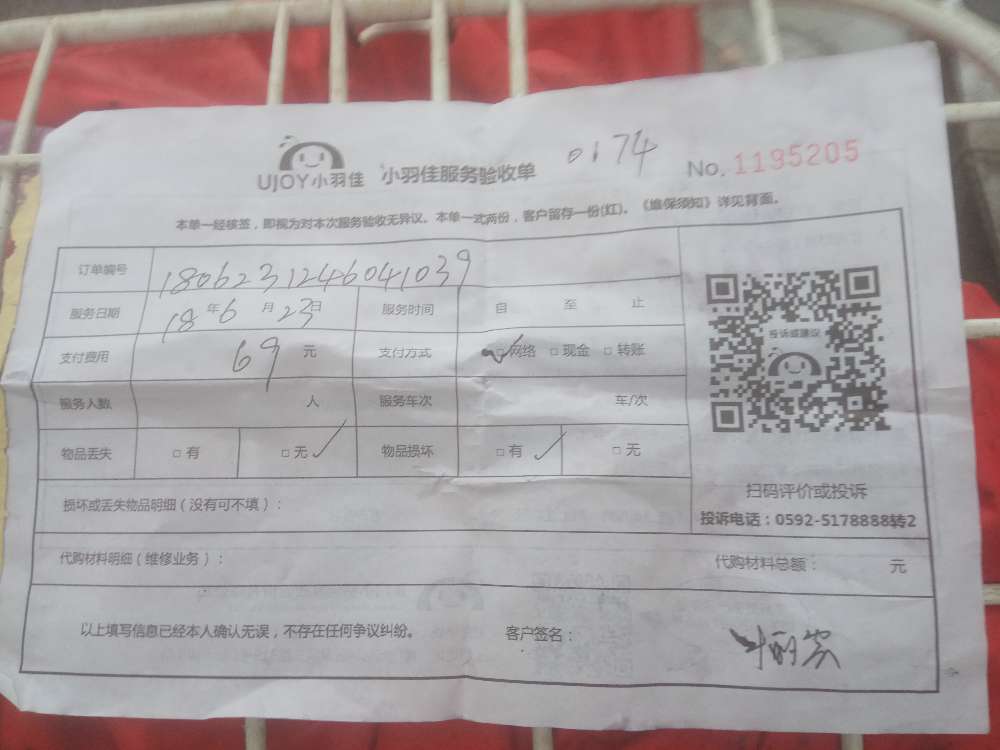 UJOY小羽佳 小羽佳服务验收单 0174 No. 1195205
本单一经核签，即视为对本次服务验收无异议。本单一式两份，客户留存一份(红)。《维保须知》详见背面。
订单编号 1806231246041039
服务日期 18年6月23日 服务时间 自 至 止
支付费用 69 元 支付方式 □网络 □现金 □转账
投诉或建议
服务人数 人 服务车次 车/次
物品丢失 □有 □无 ✓ 物品损坏 □有 ✓ □无
扫码评价或投诉
损坏或丢失物品明细（没有可不填）：
投诉电话：0592-5178888转2
代购材料明细（维修业务）： 代购材料总额： 元
以上填写信息已经本人确认无误，不存在任何争议纠纷。 客户签名：